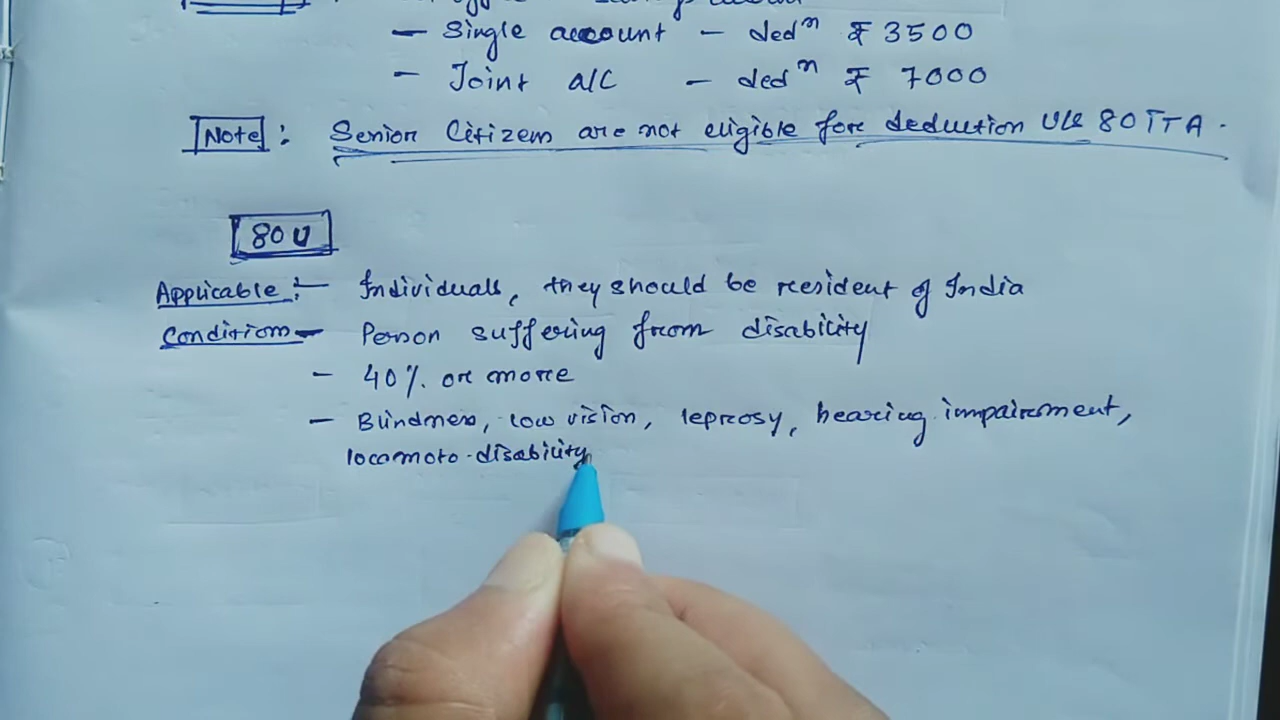 - Single account - dedn ₹ 3500
- Joint a/c - dedn ₹ 7000
Note : Senior Citizen are not eligible for deduction U/s 80TTA.
80U
Applicable :- Individuals, they should be resident of India
Condition - Person suffering from disability
- 40% or more
- Blindness, low vision, leprosy, hearing impairment,
locomoto-disability